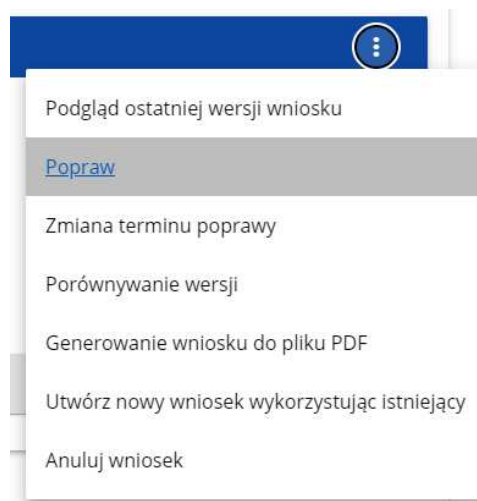 Podgląd ostatniej wersji wniosku
Popraw
Zmiana terminu poprawy
Porównywanie wersji
Generowanie wniosku do pliku PDF
Utwórz nowy wniosek wykorzystując istniejący
Anuluj wniosek